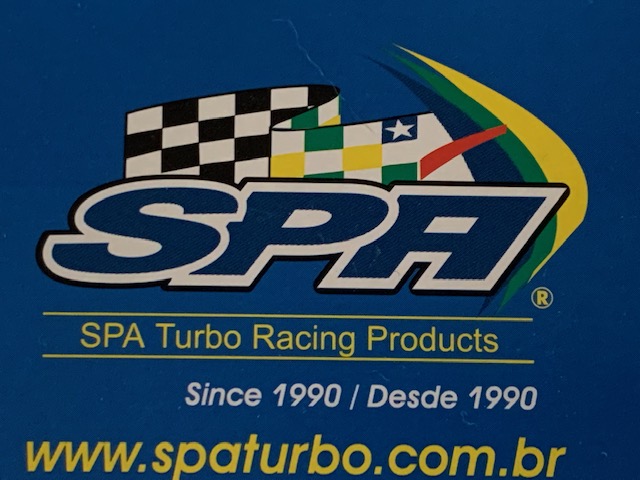 SPA®
SPA Turbo Racing Products
Since 1990 / Desde 1990
www.spaturbo.com.br